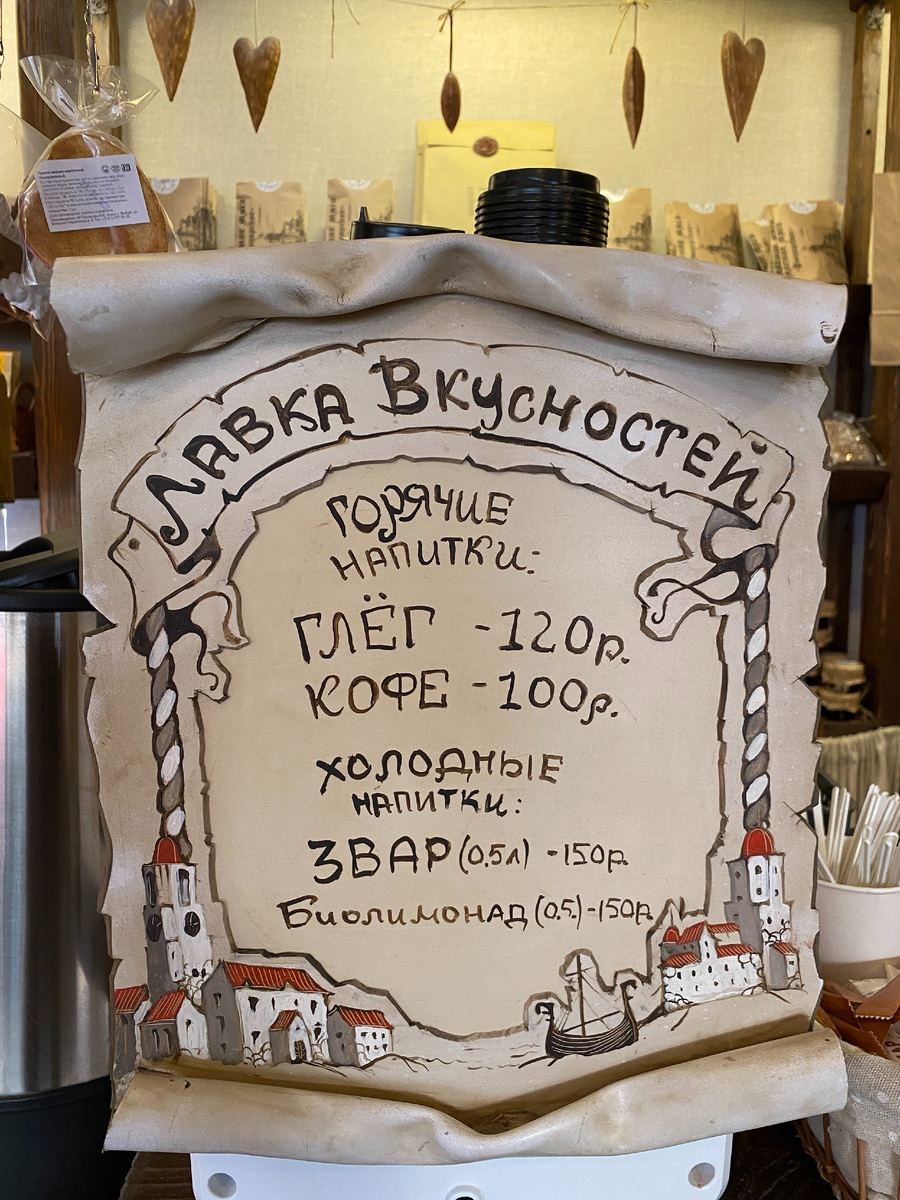 Лавка Вкусностей
Горячие
напитки:
ГЛЁГ -120р.
КОФЕ -100р.
Холодные
напитки:
ЗВАР (0.5л) -150р.
Биолимонад (0.5.) -150р.